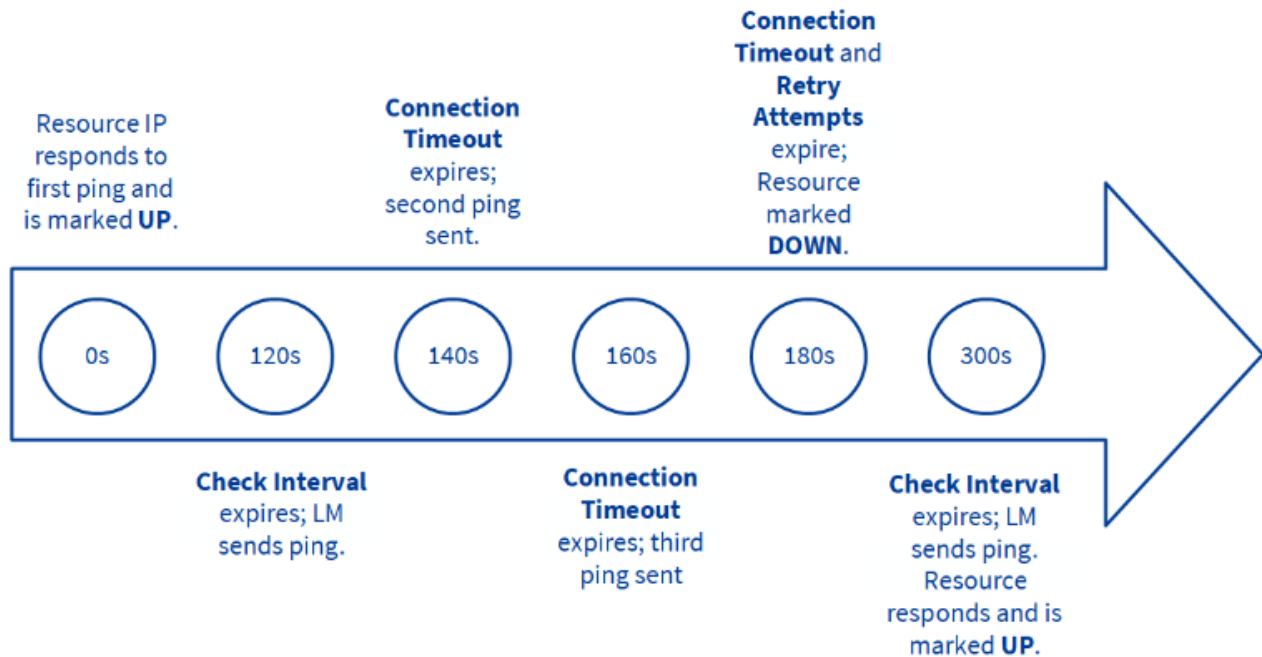 Resource IP
responds to
first ping and
is marked UP.
Connection
Timeout
expires;
second ping
sent.
Connection
Timeout and
Retry
Attempts
expire;
Resource
marked
DOWN.
0s
120s
140s
160s
180s
300s
Check Interval
expires; LM
sends ping.
Connection
Timeout
expires; third
ping sent
Check Interval
expires; LM
sends ping.
Resource
responds and is
marked UP.